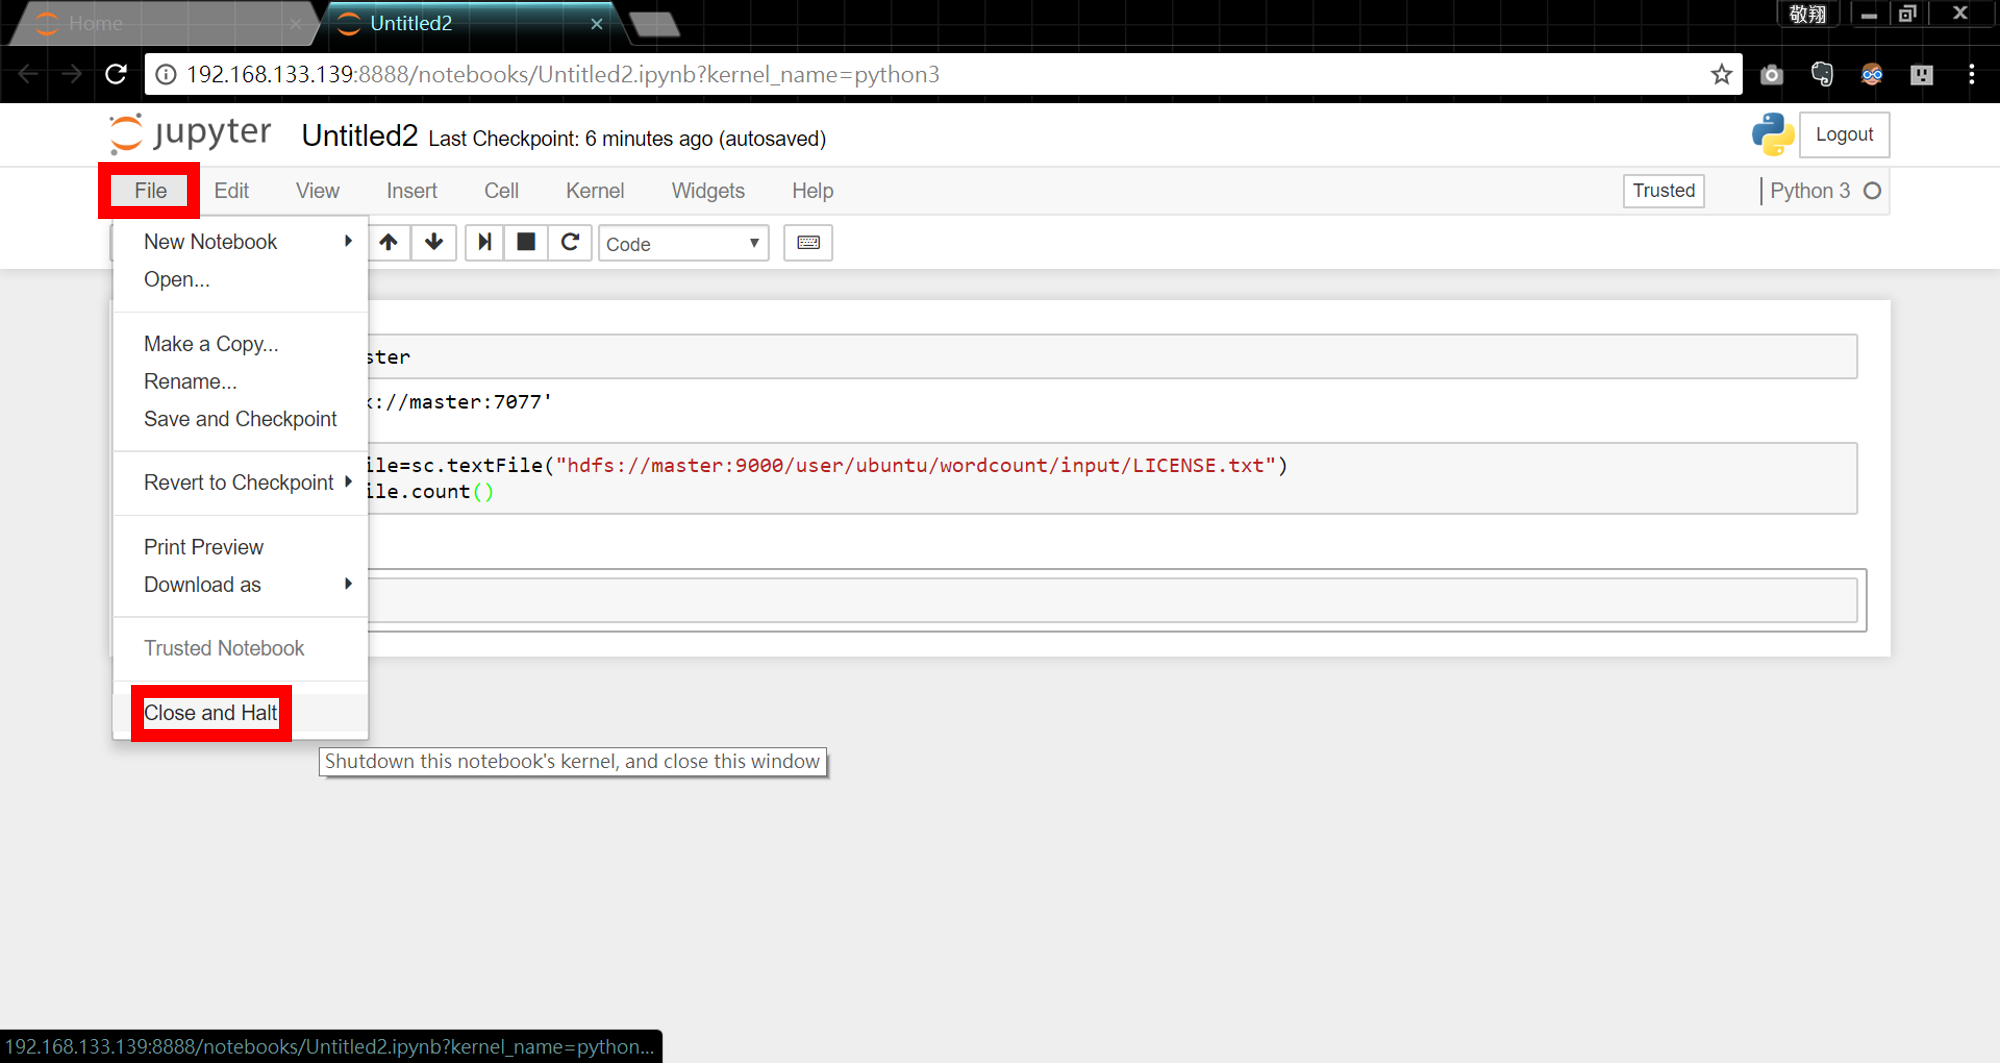 Home
Untitled2
敬翔
192.168.133.139:8888/notebooks/Untitled2.ipynb?kernel_name=python3
jupyter Untitled2 Last Checkpoint: 6 minutes ago (autosaved)
Logout
File Edit View Insert Cell Kernel Widgets Help
Trusted
Python 3
New Notebook
Code
Open...
Make a Copy...
ster
Rename...
://master:7077'
Save and Checkpoint
ile=sc.textFile("hdfs://master:9000/user/ubuntu/wordcount/input/LICENSE.txt")
Revert to Checkpoint
ile.count()
Print Preview
Download as
Trusted Notebook
Close and Halt
Shutdown this notebook's kernel, and close this window
192.168.133.139:8888/notebooks/Untitled2.ipynb?kernel_name=python...